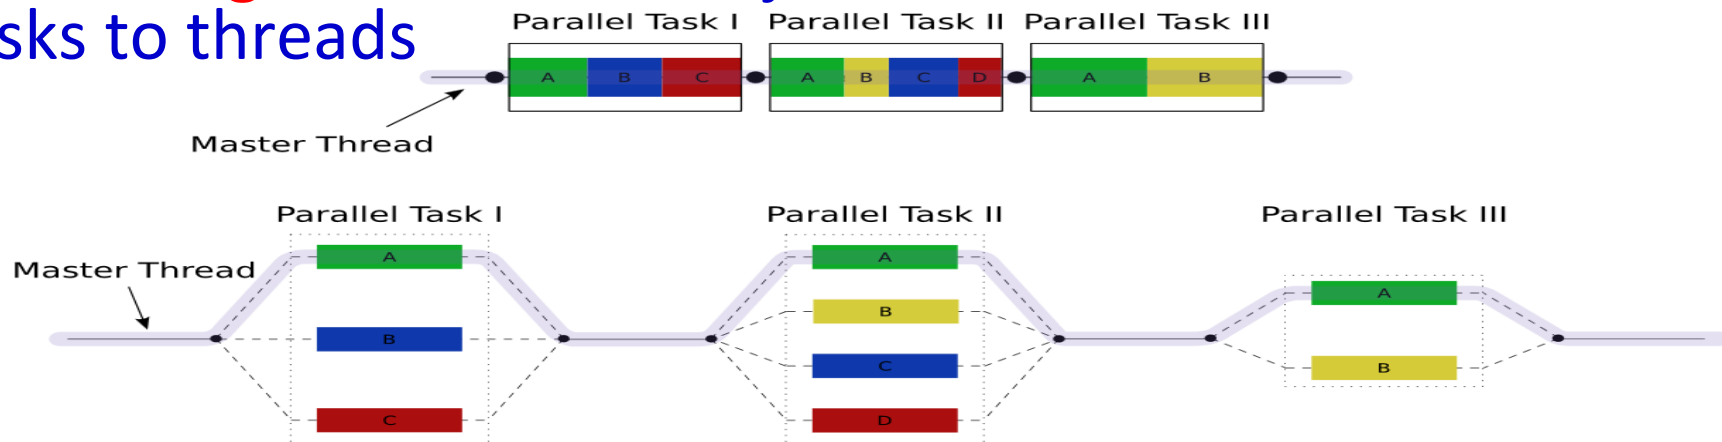 sks to threads
Parallel Task I Parallel Task II Parallel Task III
A B C A B C D A B
Master Thread
Parallel Task I Parallel Task II Parallel Task III
A A
Master Thread
A
B
B
C
B
C D